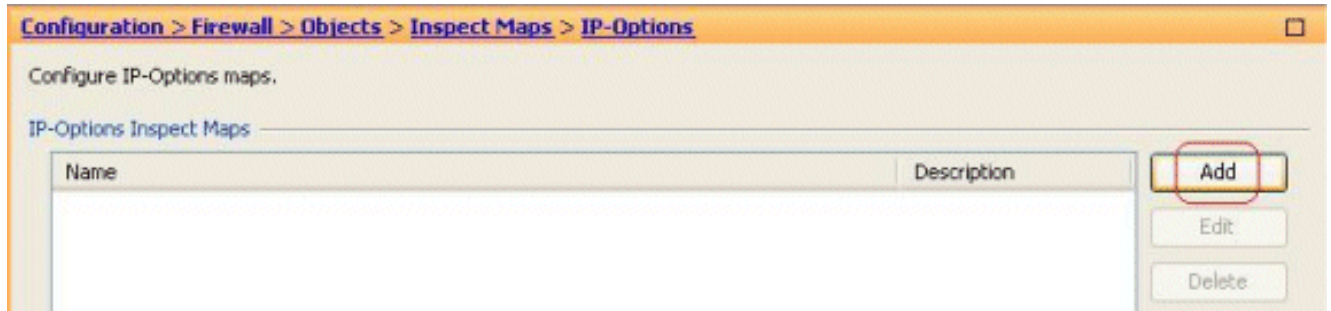 Configuration > Firewall > Objects > Inspect Maps > IP-Options
Configure IP-Options maps.
IP-Options Inspect Maps
Name Description
Add
Edit
Delete